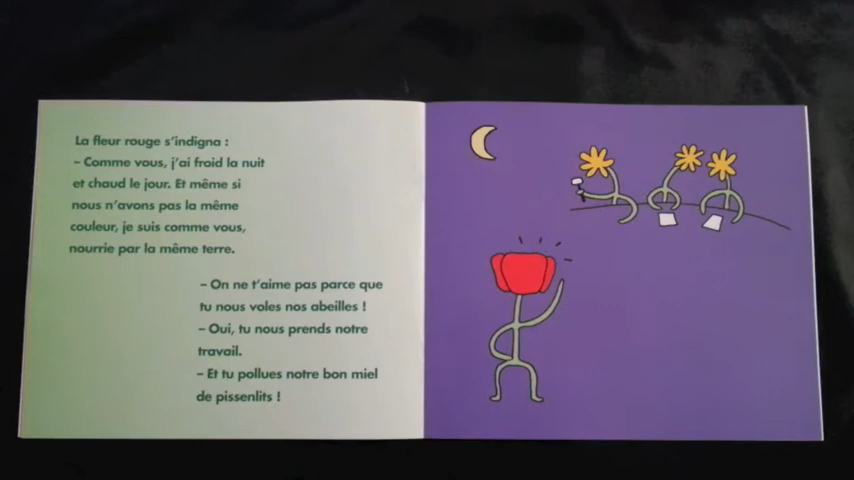 La fleur rouge s'indigna :
– Comme vous, j'ai froid la nuit
et chaud le jour. Et même si
nous n'avons pas la même
couleur, je suis comme vous,
nourrie par la même terre.
– On ne t'aime pas parce que
tu nous voles nos abeilles !
– Oui, tu nous prends notre
travail.
– Et tu pollues notre bon miel
de pissenlits !